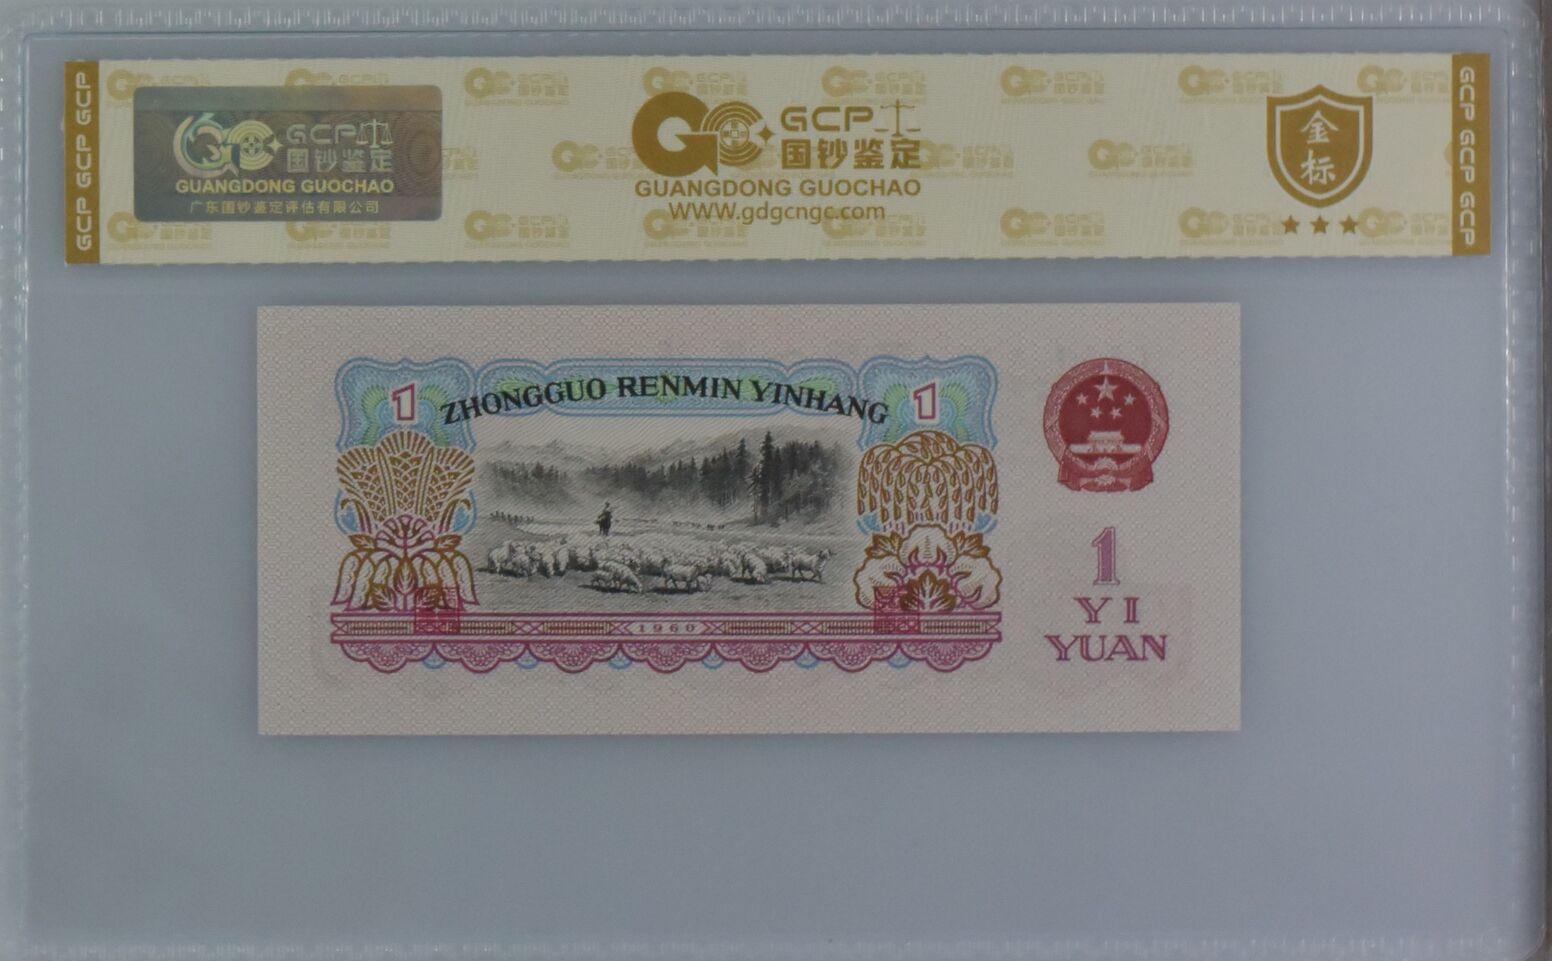 GCP GCP GCP
GCP
国钞鉴定
GUANGDONG GUOCHAO
广东国钞鉴定评估有限公司
GCP
国钞鉴定
GUANGDONG GUOCHAO
WWW.gdgcngc.com
金
标
GCP GCP GCP
ZHONGGUO RENMIN YINHANG
1
1
1960
1
YI
YUAN